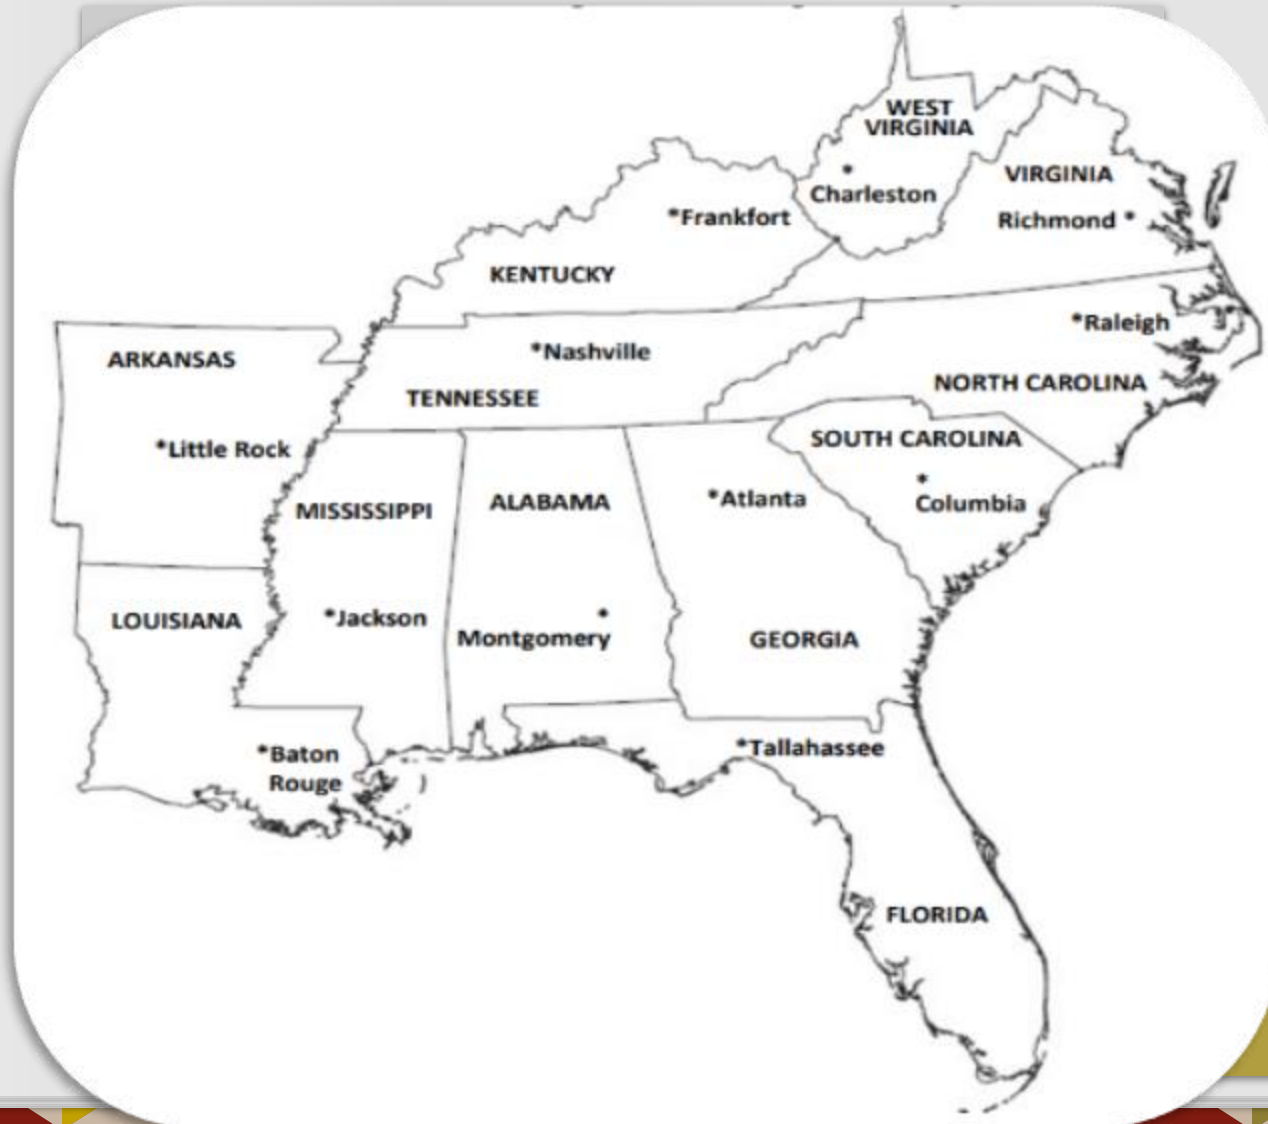 WEST
VIRGINIA
Charleston
VIRGINIA
Richmond *
*Frankfort
KENTUCKY
*Raleigh
NORTH CAROLINA
*Nashville
TENNESSEE
ARKANSAS
*Little Rock
SOUTH CAROLINA
*
Columbia
MISSISSIPPI
*Jackson
ALABAMA
*
Montgomery
*Atlanta
GEORGIA
LOUISIANA
*Baton
Rouge
*Tallahassee
FLORIDA